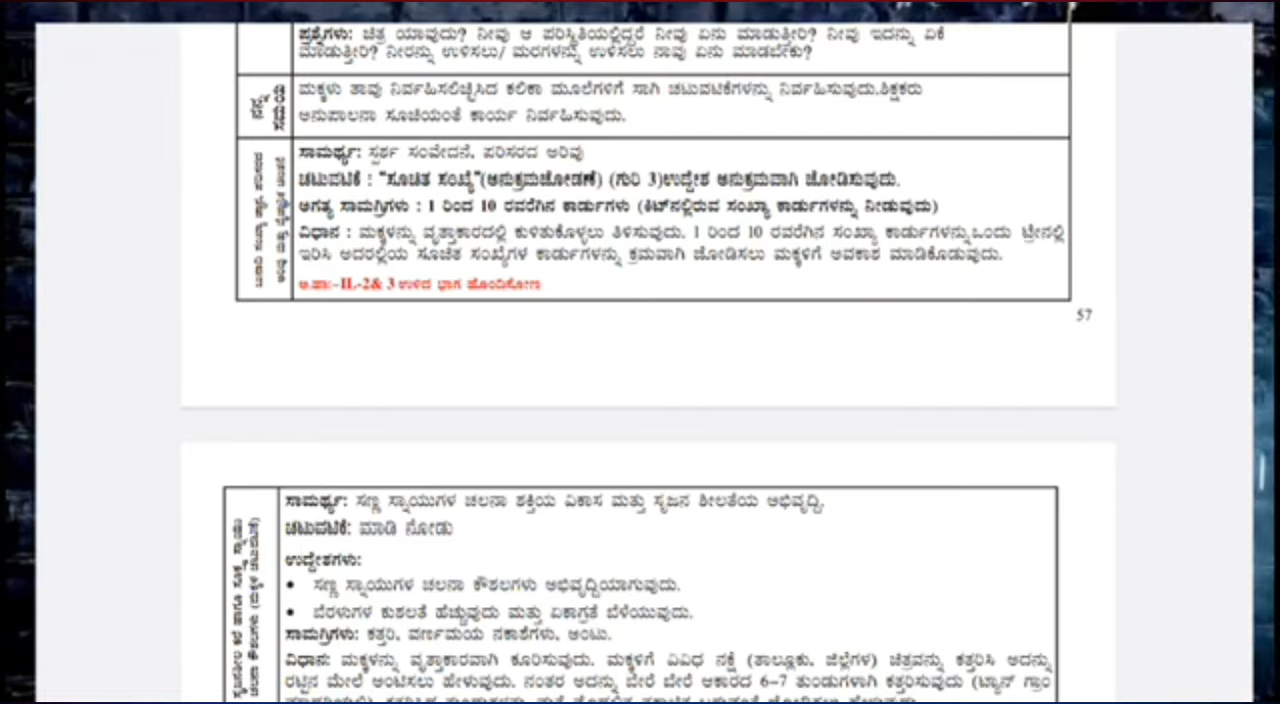 ಪ್ರಶ್ನೆಗಳು: ಚಿತ್ರ ಯಾವುದು? ನೀವು ಆ ಪರಿಸ್ಥಿತಿಯಲ್ಲಿದ್ದರೆ ನೀವು ಏನು ಮಾಡುತ್ತೀರಿ? ನೀವು ಇದನ್ನು ಏಕೆ
ಮಾಡುತ್ತೀರಿ? ನೀರನ್ನು ಉಳಿಸಲು/ ಮರಗಳನ್ನು ಉಳಿಸಲು ನಾವು ಏನು ಮಾಡಬೇಕು?
ನನ್ನ ಸಮಯ
ಮಕ್ಕಳು ತಾವು ನಿರ್ವಹಿಸಲಿಚ್ಛಿಸಿದ ಕಲಿಕಾ ಮೂಲೆಗಳಿಗೆ ಸಾಗಿ ಚಟುವಟಿಕೆಗಳನ್ನು ನಿರ್ವಹಿಸುವುದು.ಶಿಕ್ಷಕರು
ಅನುಪಾಲನಾ ಸೂಚಿಯಂತೆ ಕಾರ್ಯ ನಿರ್ವಹಿಸುವುದು.
ಸಾಮರ್ಥ್ಯ: ಸ್ಪರ್ಶ ಸಂವೇದನೆ, ಪರಿಸರದ ಅರಿವು
ಚಟುವಟಿಕೆ : "ಸೂಚಿತ ಸಂಖ್ಯೆ"(ಅನುಕ್ರಮಜೋಡಣೆ) (ಗುರಿ 3)ಉದ್ದೇಶ ಅನುಕ್ರಮವಾಗಿ ಜೋಡಿಸುವುದು.
ಅಗತ್ಯ ಸಾಮಗ್ರಿಗಳು : 1 ರಿಂದ 10 ರವರೆಗಿನ ಕಾರ್ಡುಗಳು (ಕಿಟ್‌ನಲ್ಲಿರುವ ಸಂಖ್ಯಾ ಕಾರ್ಡುಗಳನ್ನು ನೀಡುವುದು)
ವಿಧಾನ : ಮಕ್ಕಳನ್ನು ವೃತ್ತಾಕಾರದಲ್ಲಿ ಕುಳಿತುಕೊಳ್ಳಲು ತಿಳಿಸುವುದು. 1 ರಿಂದ 10 ರವರೆಗಿನ ಸಂಖ್ಯಾ ಕಾರ್ಡುಗಳನ್ನು ಒಂದು ಟ್ರೇನಲ್ಲಿ
ಇರಿಸಿ ಅದರಲ್ಲಿಯ ಸೂಚಿತ ಸಂಖ್ಯೆಗಳ ಕಾರ್ಡುಗಳನ್ನು ಕ್ರಮವಾಗಿ ಜೋಡಿಸಲು ಮಕ್ಕಳಿಗೆ ಅವಕಾಶ ಮಾಡಿಕೊಡುವುದು.
ಅ.ಹಾ:-IL-2& 3 ಉಳಿದ ಭಾಗ ಹೊಂದಿಸೋಣ
57
ಸಾಮರ್ಥ್ಯ: ಸಣ್ಣ ಸ್ನಾಯುಗಳ ಚಲನಾ ಶಕ್ತಿಯ ವಿಕಾಸ ಮತ್ತು ಸೃಜನ ಶೀಲತೆಯ ಅಭಿವೃದ್ಧಿ.
ಚಟುವಟಿಕೆ: ಮಾಡಿ ನೋಡು
ಉದ್ದೇಶಗಳು:
• ಸಣ್ಣ ಸ್ನಾಯುಗಳ ಚಲನಾ ಕೌಶಲಗಳು ಅಭಿವೃದ್ಧಿಯಾಗುವುದು.
• ಬೆರಳುಗಳ ಕುಶಲತೆ ಹೆಚ್ಚುವುದು ಮತ್ತು ಏಕಾಗ್ರತೆ ಬೆಳೆಯುವುದು.
ಸಾಮಗ್ರಿಗಳು: ಕತ್ತರಿ, ವರ್ಣಮಯ ನಕಾಶೆಗಳು, ಅಂಟು.
ವಿಧಾನ: ಮಕ್ಕಳನ್ನು ವೃತ್ತಾಕಾರವಾಗಿ ಕೂರಿಸುವುದು. ಮಕ್ಕಳಿಗೆ ವಿವಿಧ ನಕ್ಷೆ (ತಾಲ್ಲೂಕು, ಜಿಲ್ಲೆಗಳ) ಚಿತ್ರವನ್ನು ಕತ್ತರಿಸಿ ಅದನ್ನು
ರಟ್ಟಿನ ಮೇಲೆ ಅಂಟಿಸಲು ಹೇಳುವುದು. ನಂತರ ಅದನ್ನು ಬೇರೆ ಬೇರೆ ಆಕಾರದ 6–7 ತುಂಡುಗಳಾಗಿ ಕತ್ತರಿಸುವುದು (ಟ್ಯಾನ್ ಗ್ರಾಂ